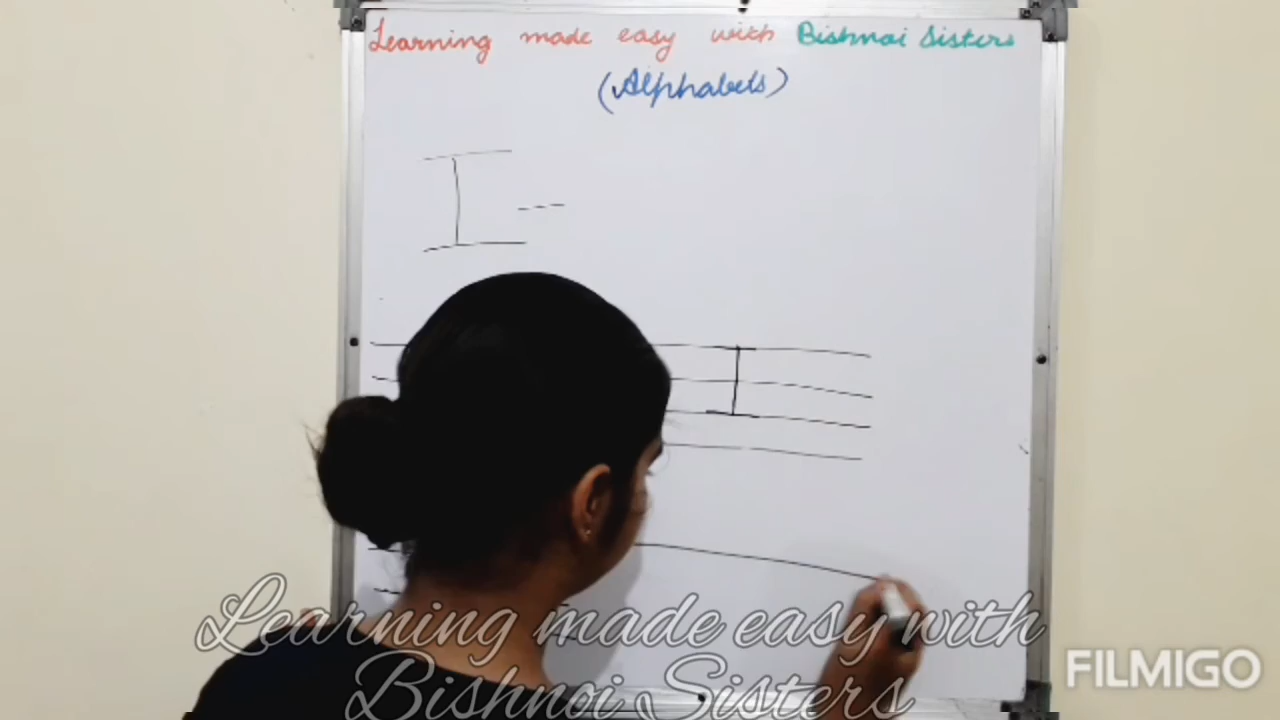 Learning made easy with Bishnoi Sisters
(Alphabets)
I
I
Learning made easy with
Bishnoi Sisters
FILMIGO